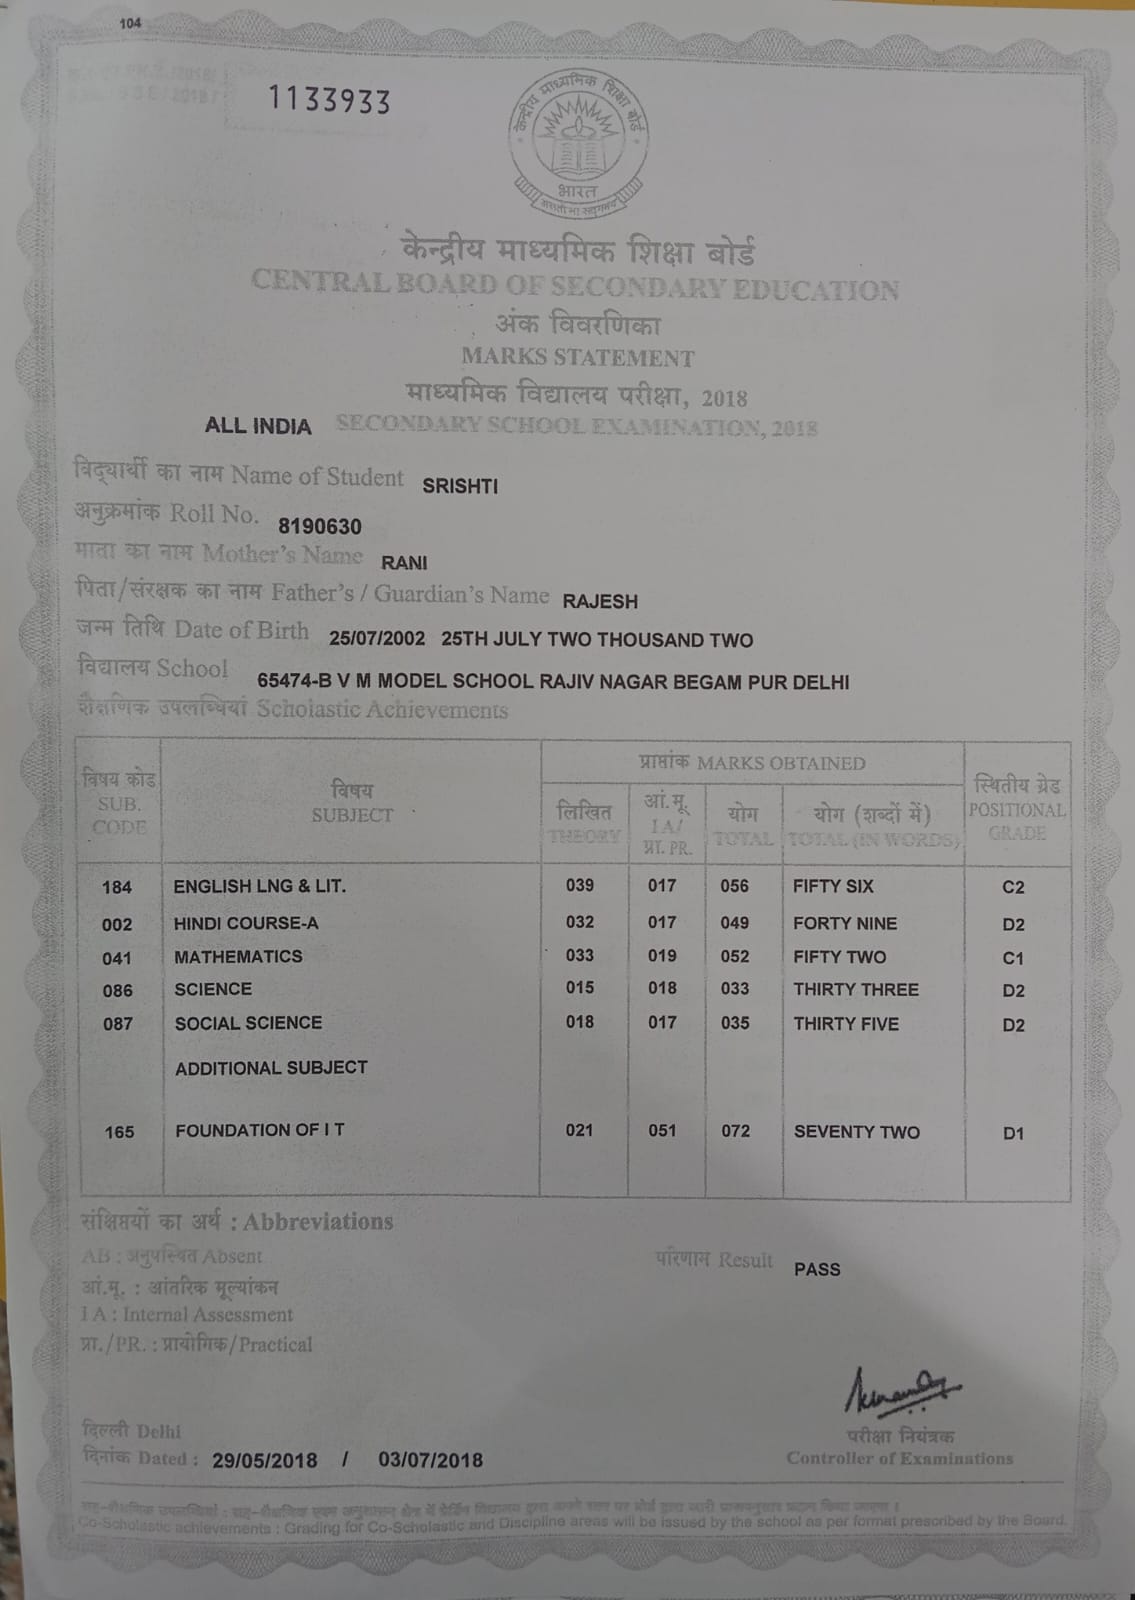 104
1133933
केन्द्रीय माध्यमिक शिक्षा बोर्ड
भारत
केन्द्रीय माध्यमिक शिक्षा बोर्ड
CENTRAL BOARD OF SECONDARY EDUCATION
अंक विवरणिका
MARKS STATEMENT
माध्यमिक विद्यालय परीक्षा, 2018
ALL INDIA SECONDARY SCHOOL EXAMINATION, 2018
विद्यार्थी का नाम Name of Student SRISHTI
अनुक्रमांक Roll No. 8190630
माता का नाम Mother's Name RANI
पिता/संरक्षक का नाम Father's / Guardian's Name RAJESH
जन्म तिथि Date of Birth 25/07/2002 25TH JULY TWO THOUSAND TWO
विद्यालय School 65474-B V M MODEL SCHOOL RAJIV NAGAR BEGAM PUR DELHI
शैक्षणिक उपलब्धियां Scholastic Achievements
विषय कोड SUB. CODE
विषय SUBJECT
प्राप्तांक MARKS OBTAINED
लिखित THEORY
आं.मू. I A/ प्रा. PR.
योग TOTAL
योग (शब्दों में) TOTAL (IN WORDS)
स्थितीय ग्रेड POSITIONAL GRADE
184 ENGLISH LNG & LIT. 039 017 056 FIFTY SIX C2
002 HINDI COURSE-A 032 017 049 FORTY NINE D2
041 MATHEMATICS 033 019 052 FIFTY TWO C1
086 SCIENCE 015 018 033 THIRTY THREE D2
087 SOCIAL SCIENCE 018 017 035 THIRTY FIVE D2
ADDITIONAL SUBJECT
165 FOUNDATION OF I T 021 051 072 SEVENTY TWO D1
संक्षिप्तियों का अर्थ : Abbreviations
AB : अनुपस्थित Absent
परिणाम Result PASS
आं.मू. : आंतरिक मूल्यांकन
I A : Internal Assessment
प्रा./PR. : प्रायोगिक/Practical
दिल्ली Delhi
दिनांक Dated : 29/05/2018 / 03/07/2018
परीक्षा नियंत्रक
Controller of Examinations
Co-Scholastic achievements : Grading for Co-Scholastic and Discipline areas will be issued by the school as per format prescribed by the Board.